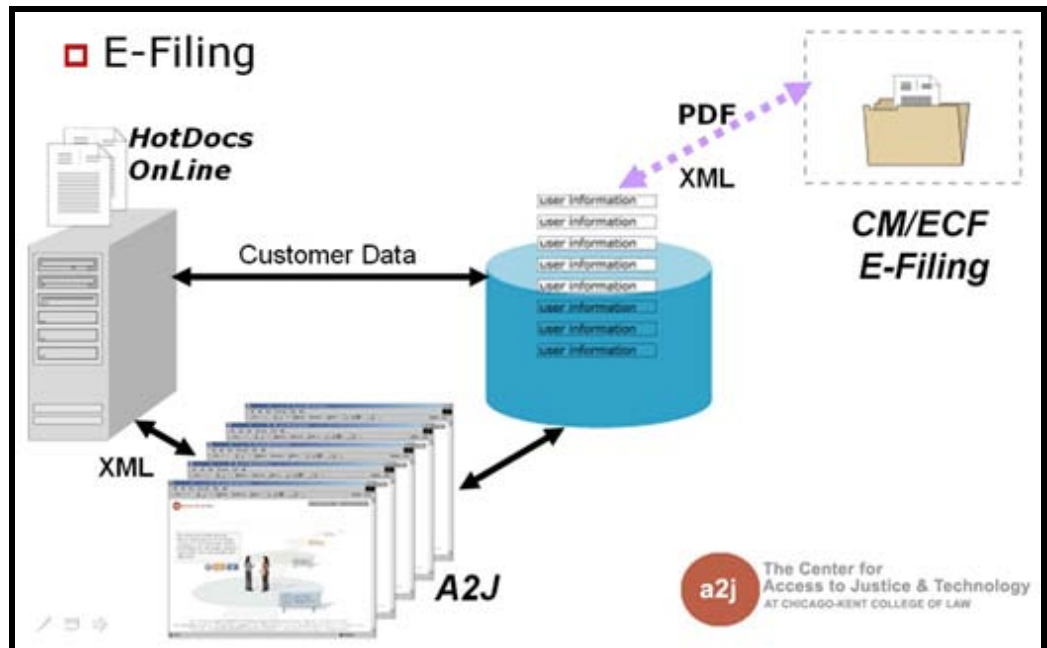 E-Filing
HotDocs
OnLine
PDF
XML
CM/ECF
E-Filing
Customer Data
user information
user information
user information
user information
user information
user information
user information
user information
XML
A2J
a2j
The Center for
Access to Justice & Technology
AT CHICAGO-KENT COLLEGE OF LAW